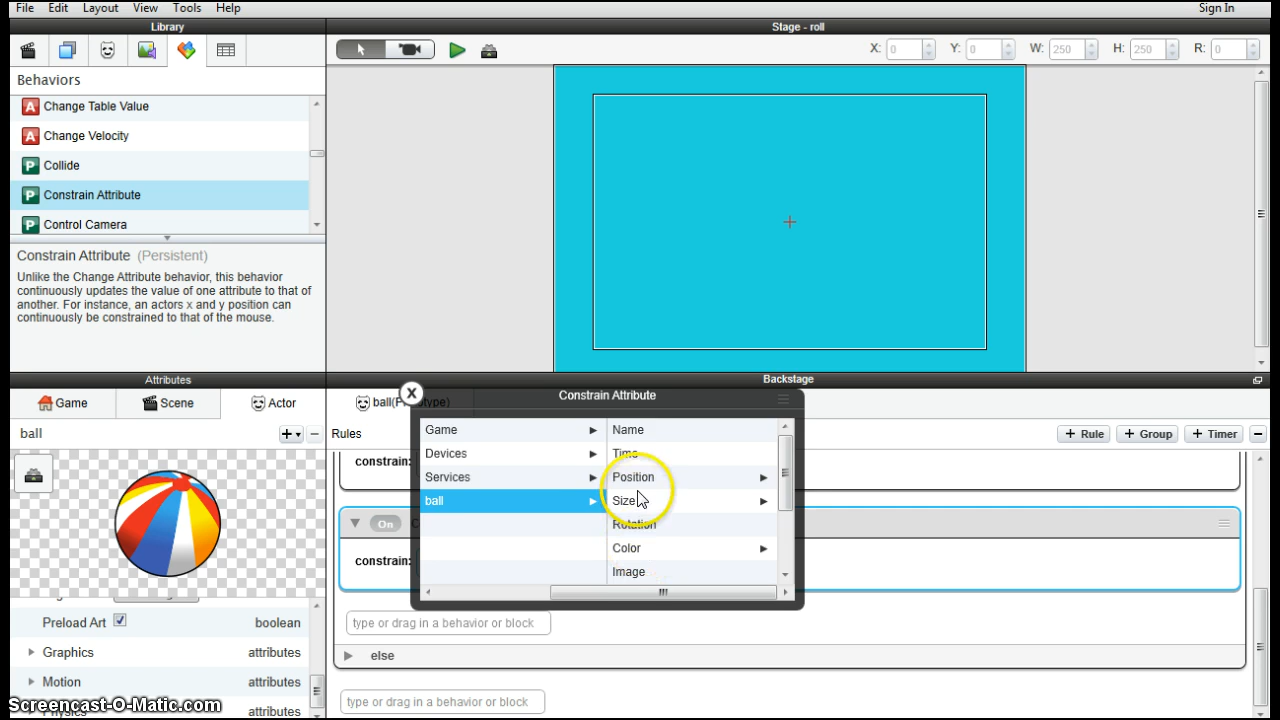 File Edit Layout View Tools Help Sign In
Library
Stage - roll
X: 0 Y: 0 W: 250 H: 250 R: 0
Behaviors
Change Table Value
Change Velocity
Collide
Constrain Attribute
Control Camera
Constrain Attribute (Persistent)
Unlike the Change Attribute behavior, this behavior
continuously updates the value of one attribute to that of
another. For instance, an actors x and y position can
continuously be constrained to that of the mouse.
Attributes
Backstage
Game Scene Actor
ball
Preload Art boolean
Graphics attributes
Motion attributes
attributes
Screencast-O-Matic.com
Rules
+ Rule + Group + Timer
Constrain Attribute
Game Name
Devices Time
Services Position
ball Size
Rotation
Color
Image
constrain:
On
constrain:
type or drag in a behavior or block
else
type or drag in a behavior or block